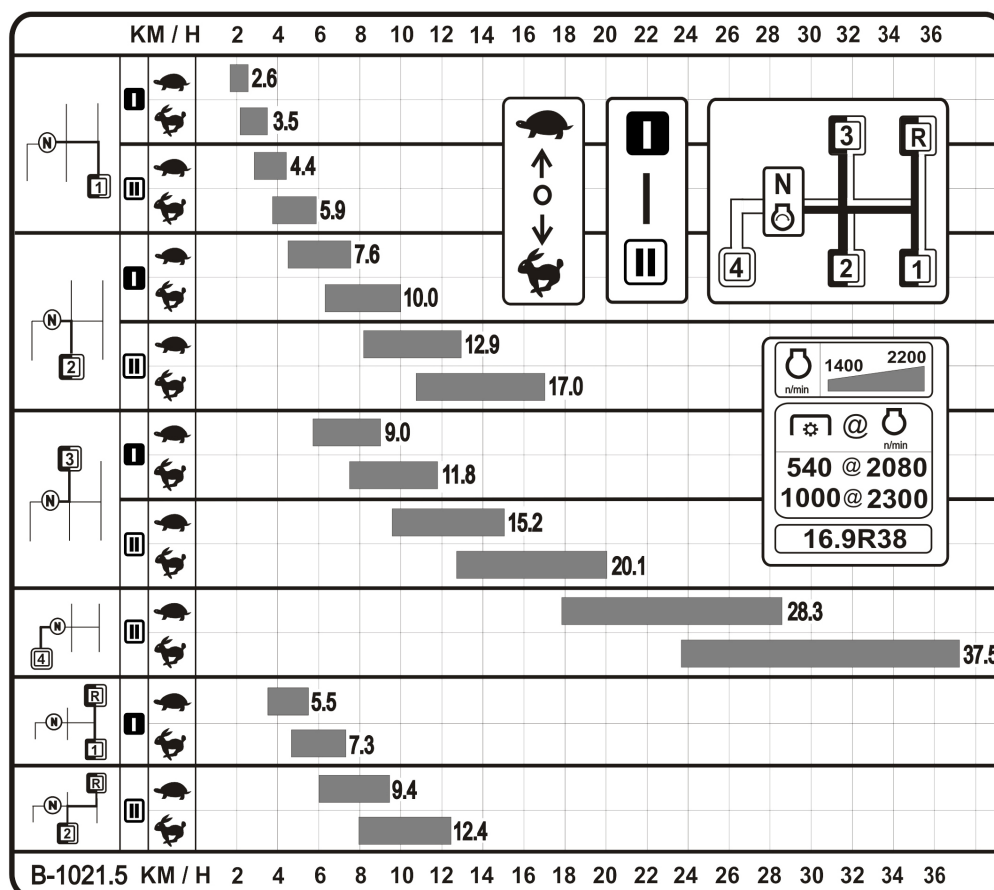 KM / H 2 4 6 8 10 12 14 16 18 20 22 24 26 28 30 32 34 36
N
1
I
2.6
3.5
II
4.4
5.9
N
2
I
7.6
10.0
II
12.9
17.0
3
N
I
9.0
11.8
II
15.2
20.1
N
4
II
28.3
37.5
R
N
1
I
5.5
7.3
R
N
2
II
9.4
12.4
O
I
II
3 R
N
4 2 1
1400 2200
n/min
@
n/min
540 @ 2080
1000 @ 2300
16.9R38
B-1021.5 KM / H 2 4 6 8 10 12 14 16 18 20 22 24 26 28 30 32 34 36